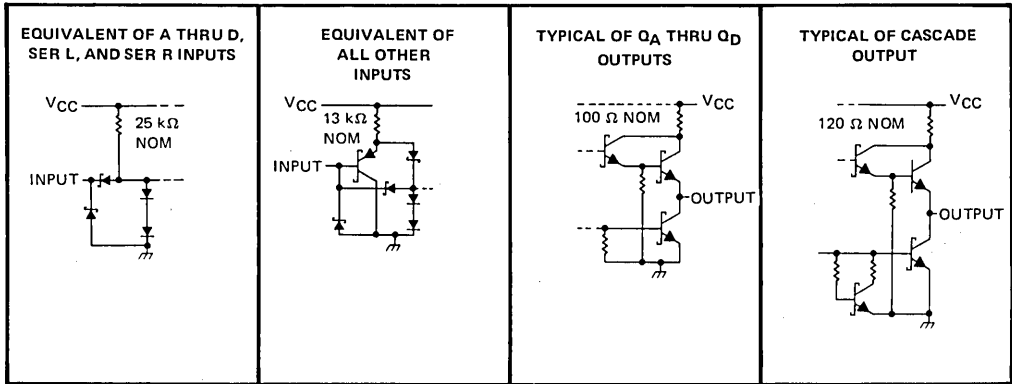 EQUIVALENT OF A THRU D,
SER L, AND SER R INPUTS
VCC
25 kΩ
NOM
INPUT
EQUIVALENT OF
ALL OTHER
INPUTS
VCC
13 kΩ
NOM
INPUT
TYPICAL OF QA THRU QD
OUTPUTS
VCC
100 Ω NOM
OUTPUT
TYPICAL OF CASCADE
OUTPUT
VCC
120 Ω NOM
OUTPUT